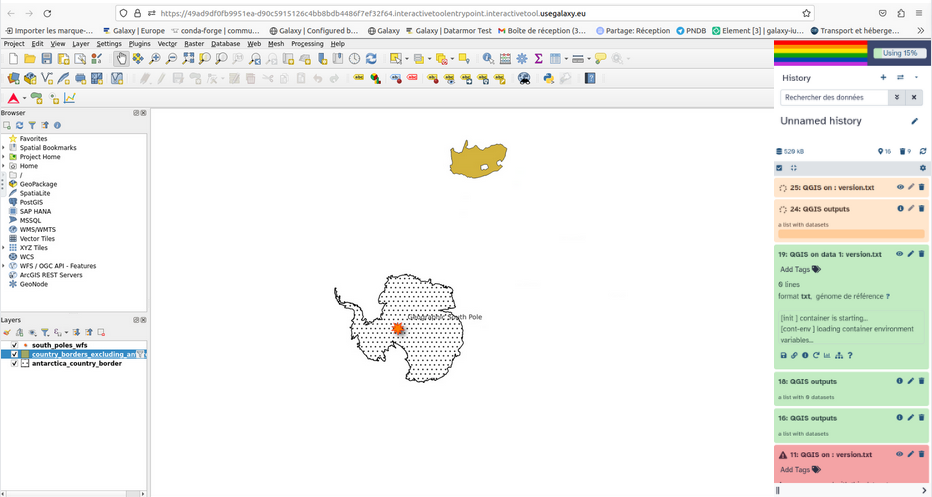 https://49ad9df0fb9951ea-d90c5915126c4bb8bdb4486f7ef32f64.interactivetoolentrypoint.interactivetool.usegalaxy.eu
Importer les marque-... Galaxy | Europe conda-forge | commu... Galaxy | Configured b... Galaxy Galaxy | Datarmor Test Boîte de réception (3... Partage: Réception PNDB Element [3] | galaxy-iu... Transport et héberge...
Project Edit View Layer Settings Plugins Vector Raster Database Web Mesh Processing Help
Using 15%
History
Rechercher des données
Unnamed history
529 kB 16 9
25: QGIS on : version.txt
24: QGIS outputs
a list with datasets
19: QGIS on data 1: version.txt
Add Tags
6 lines
format txt, génome de référence ?
[init ] container is starting...
[cont-env ] loading container environment
variables...
18: QGIS outputs
a list with 0 datasets
16: QGIS outputs
a list with datasets
11: QGIS on : version.txt
Add Tags
Browser
Favorites
Spatial Bookmarks
Project Home
Home
/
GeoPackage
SpatiaLite
PostGIS
SAP HANA
MSSQL
WMS/WMTS
Vector Tiles
XYZ Tiles
WCS
WFS / OGC API - Features
ArcGIS REST Servers
GeoNode
Layers
south_poles_wfs
country_borders_excluding_an
antarctica_country_border
Geographic South Pole